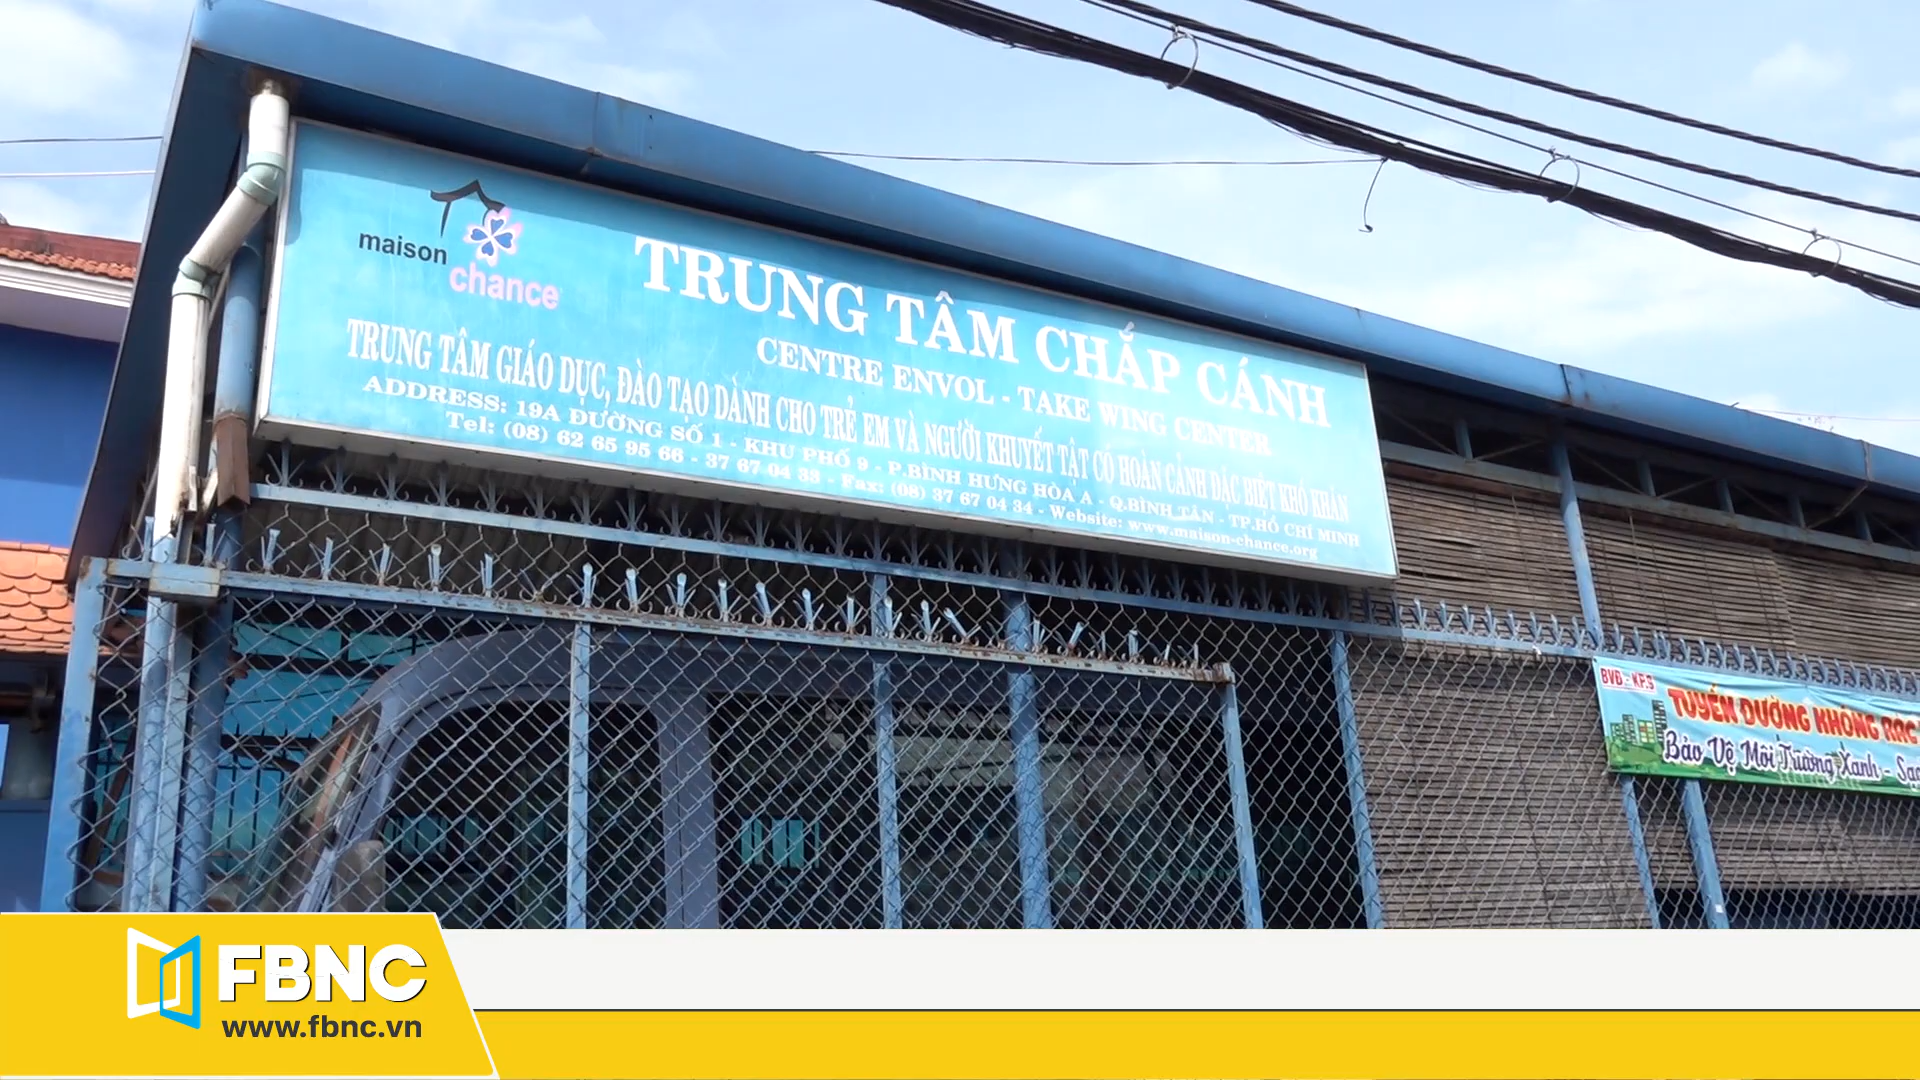 maison
chance
TRUNG TÂM CHẮP CÁNH
CENTRE ENVOL - TAKE WING CENTER
TRUNG TÂM GIÁO DỤC, ĐÀO TẠO DÀNH CHO TRẺ EM VÀ NGƯỜI KHUYẾT TẬT CÓ HOÀN CẢNH ĐẶC BIỆT KHÓ KHĂN
ADDRESS: 19A ĐƯỜNG SỐ 1 - KHU PHỐ 9 - P.BÌNH HƯNG HÒA A - Q.BÌNH TÂN - TP.HỒ CHÍ MINH
Tel: (08) 62 65 95 66 - 37 67 04 33 - Fax: (08) 37 67 04 34 - Website: www.maison-chance.org
BVĐ - KP.9
TUYẾN ĐƯỜNG KHÔNG RÁC
Bảo Vệ Môi Trường Xanh - Sạ
FBNC
www.fbnc.vn